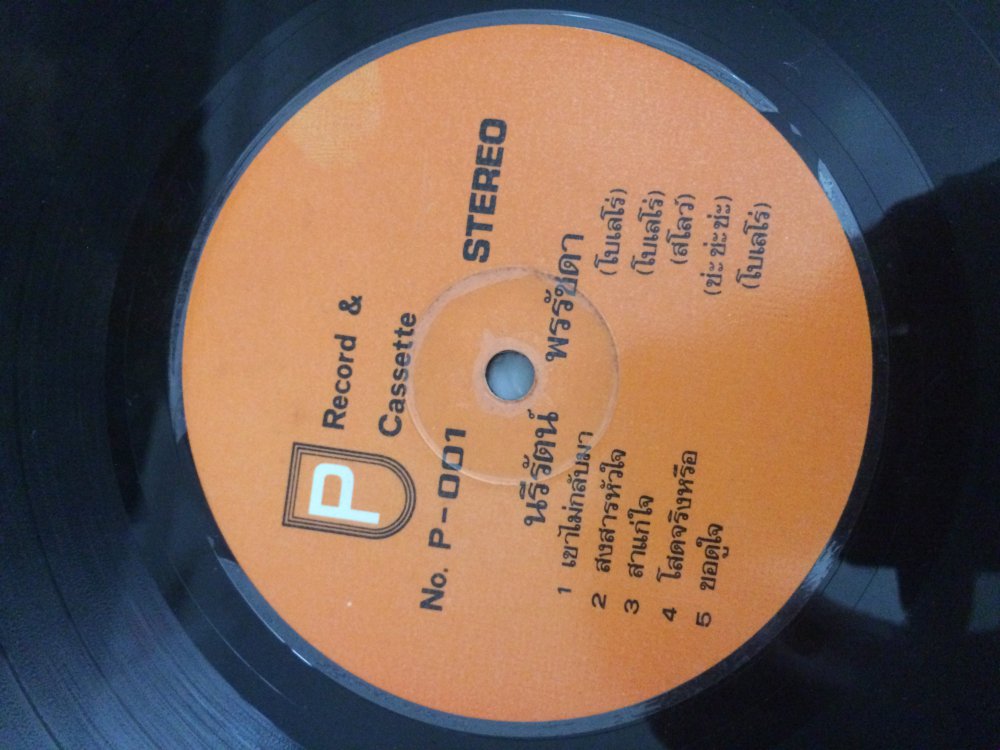 P Record &
Cassette
No. P-001 STEREO
นรีรัตน์ พรรัชดา
1 เขาไม่กลับมา (โบเลโร่)
2 สงสารหัวใจ (โบเลโร่)
3 สาแก่ใจ (สโลว์)
4 โสดจริงหรือ (ช่ะ ช่ะ ช่ะ)
5 ขอดูใจ (โบเลโร่)